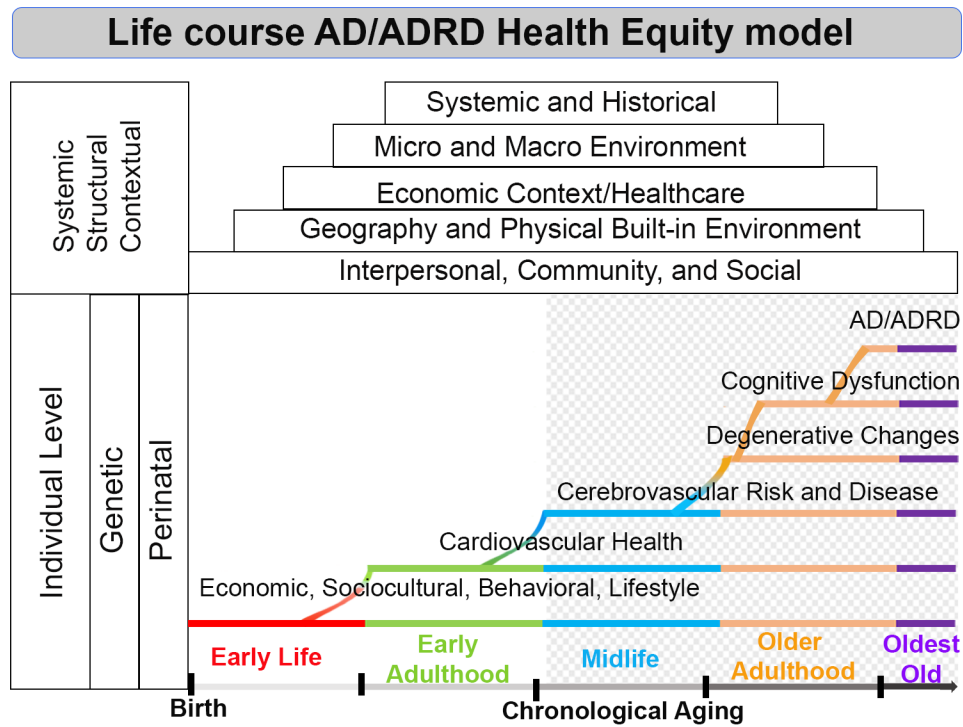 Life course AD/ADRD Health Equity model
Systemic
Structural
Contextual
Systemic and Historical
Micro and Macro Environment
Economic Context/Healthcare
Geography and Physical Built-in Environment
Interpersonal, Community, and Social
Individual Level
Genetic
Perinatal
AD/ADRD
Cognitive Dysfunction
Degenerative Changes
Cerebrovascular Risk and Disease
Cardiovascular Health
Economic, Sociocultural, Behavioral, Lifestyle
Early Life
Early
Adulthood
Midlife
Older
Adulthood
Oldest
Old
Birth
Chronological Aging